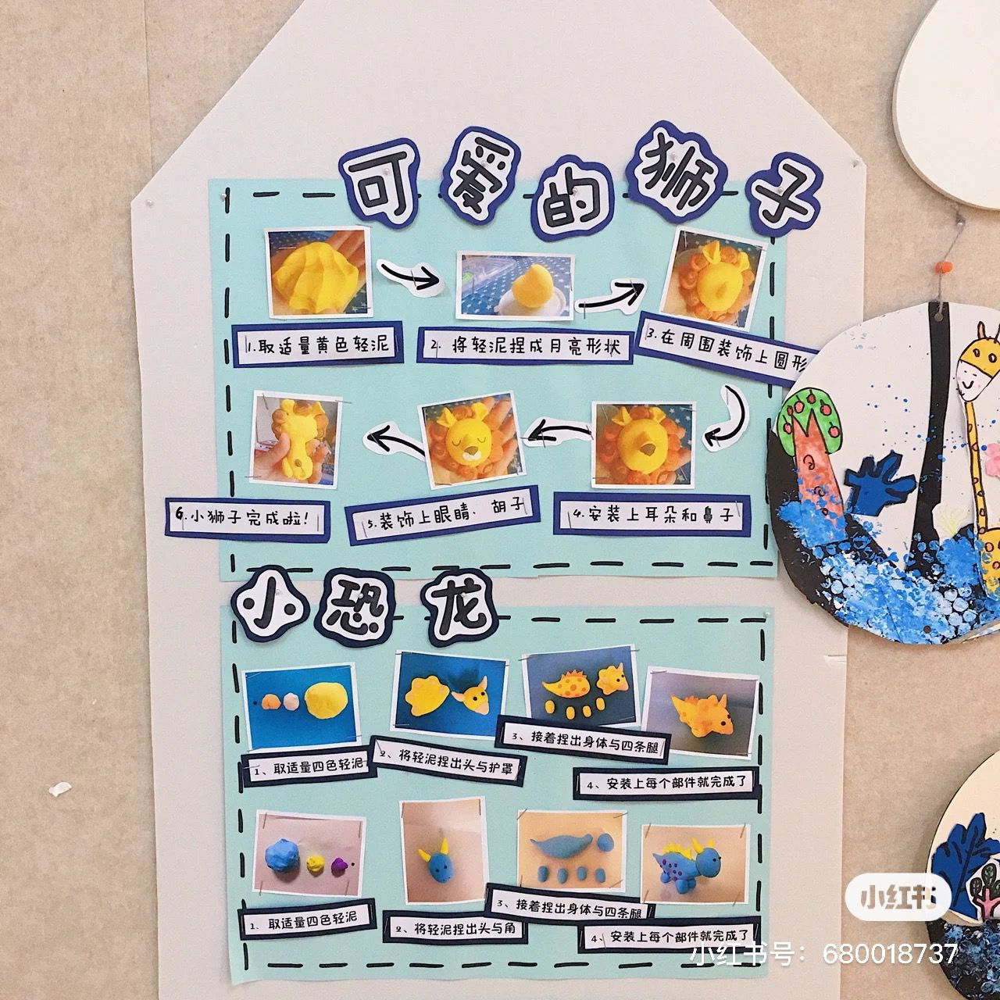 可爱的狮子
1.取适量黄色轻泥
2. 将轻泥捏成月亮形状
3.在周围装饰上圆形
4.安装上耳朵和鼻子
5.装饰上眼睛、胡子
6.小狮子完成啦!
小恐龙
1、取适量四色轻泥
2、将轻泥捏出头与护罩
3、接着捏出身体与四条腿
4、安装上每个部件就完成了
1、取适量四色轻泥
2、将轻泥捏出头与角
3、接着捏出身体与四条腿
4、安装上每个部件就完成了
小红书
小红书号：680018737